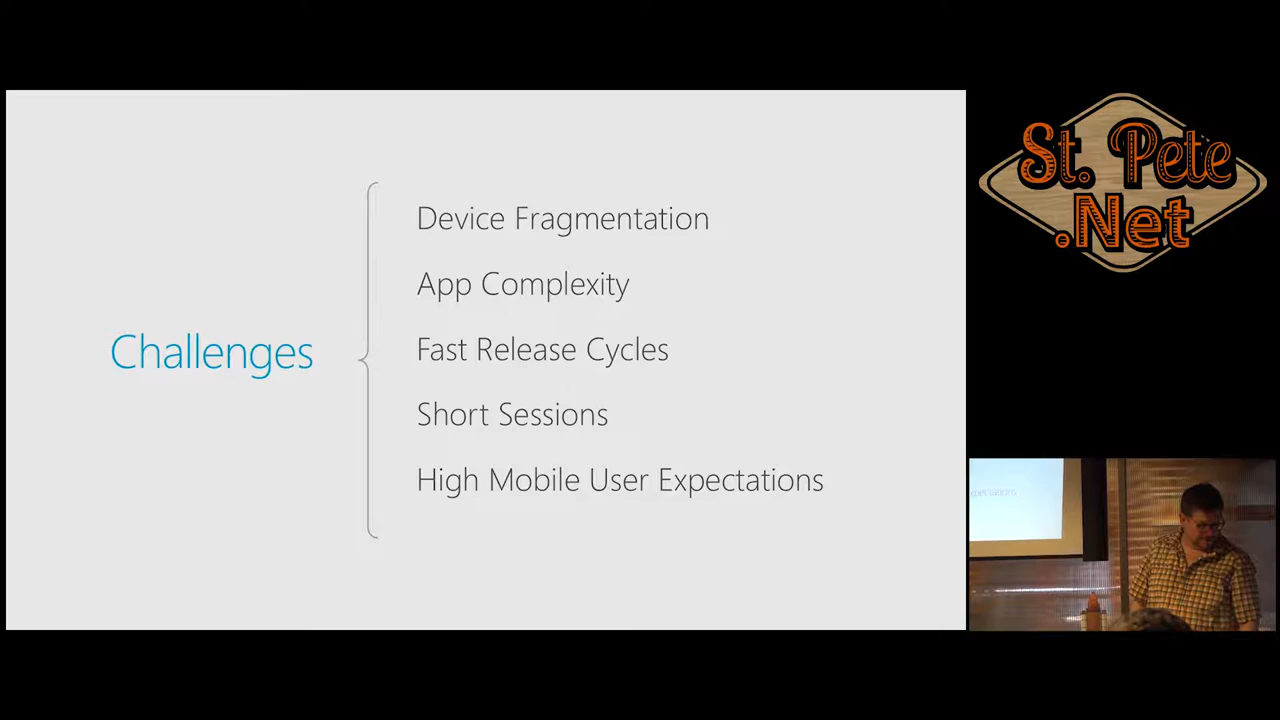 Challenges
Device Fragmentation
App Complexity
Fast Release Cycles
Short Sessions
High Mobile User Expectations
St. Pete
.Net